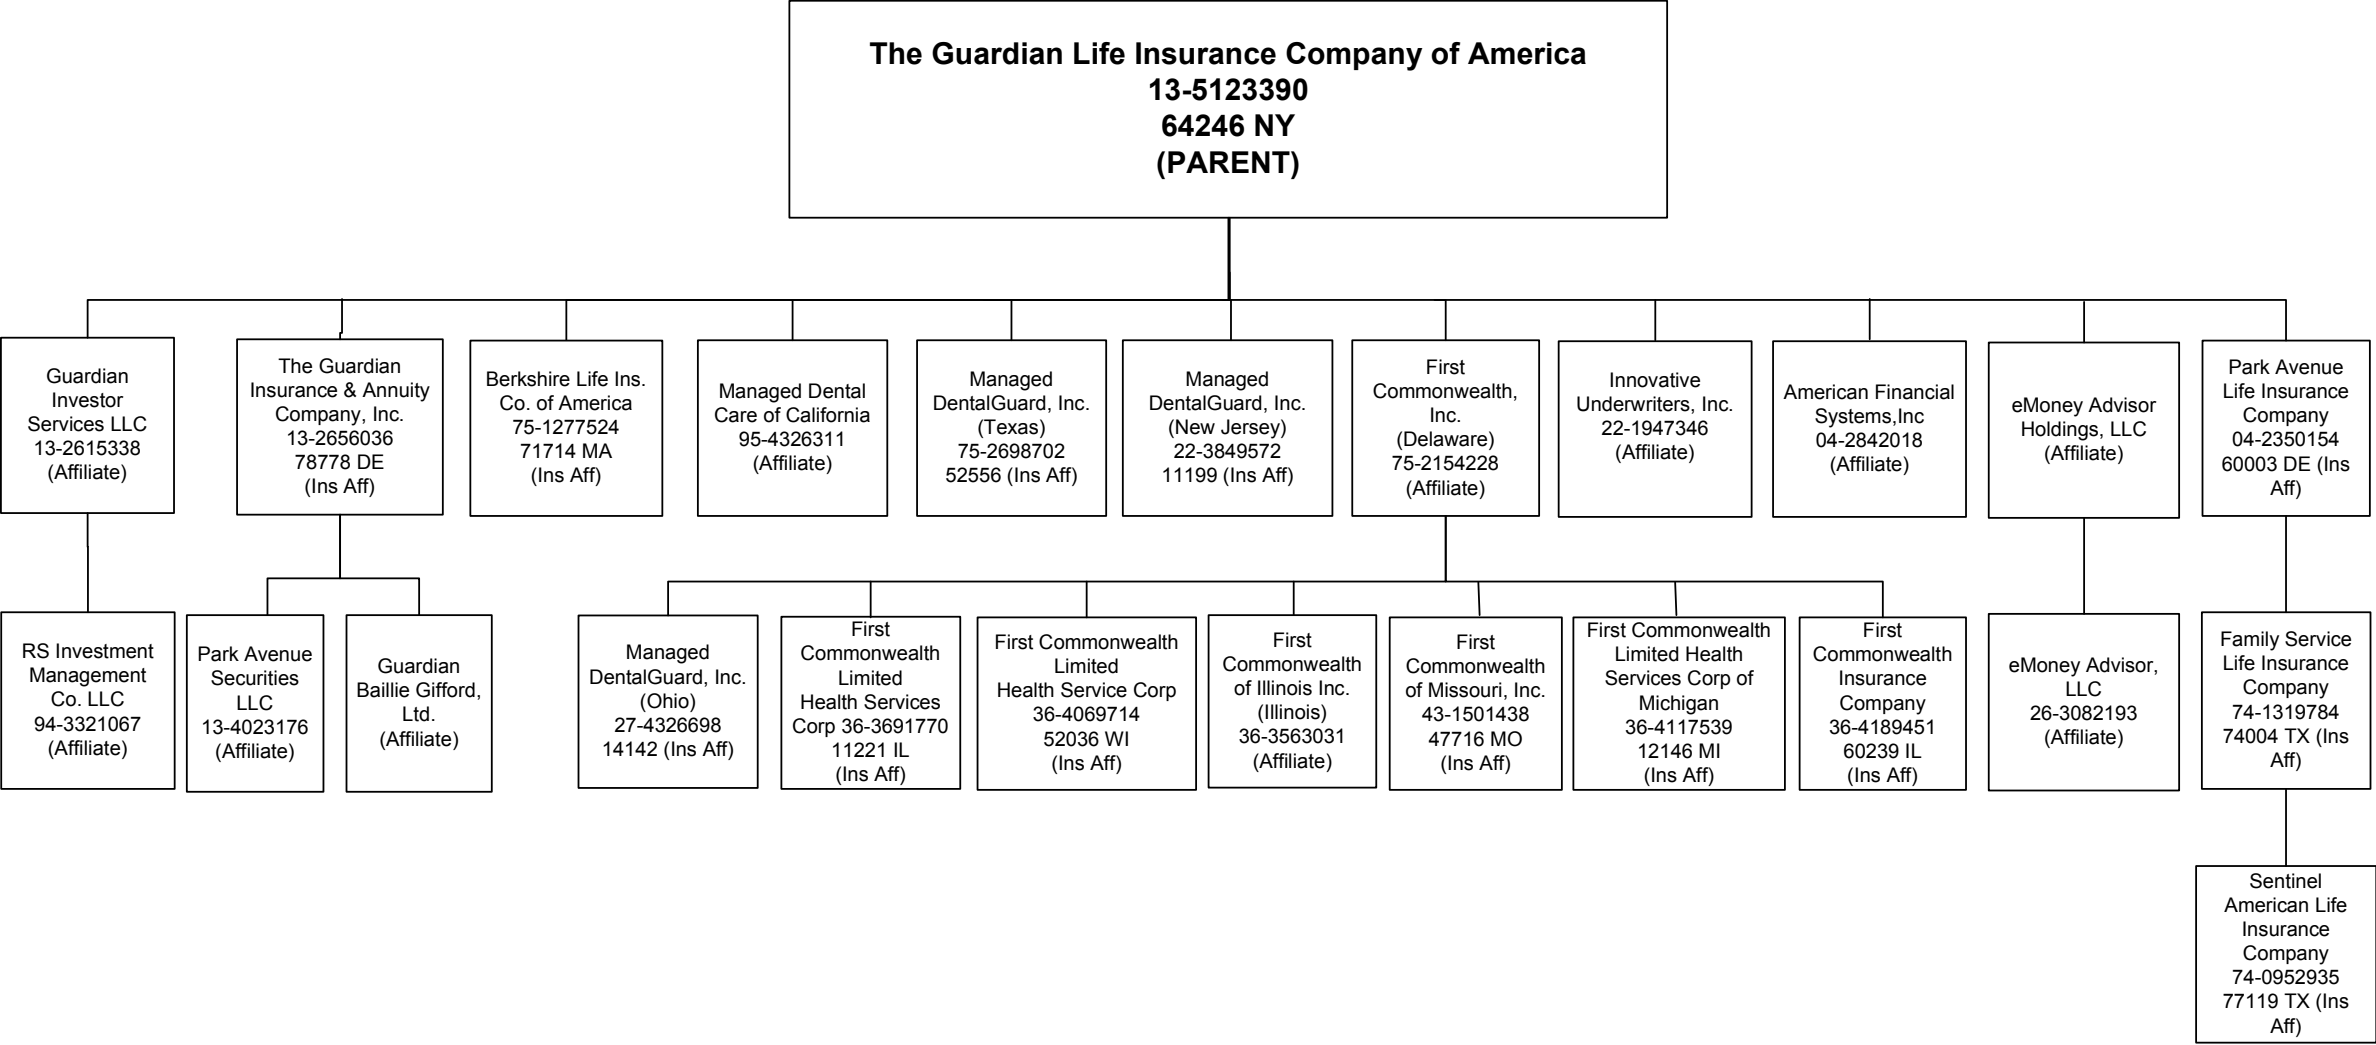 The Guardian Life Insurance Company of America
13-5123390
64246 NY
(PARENT)
Guardian
Investor
Services LLC
13-2615338
(Affiliate)
The Guardian
Insurance & Annuity
Company, Inc.
13-2656036
78778 DE
(Ins Aff)
Berkshire Life Ins.
Co. of America
75-1277524
71714 MA
(Ins Aff)
Managed Dental
Care of California
95-4326311
(Affiliate)
Managed
DentalGuard, Inc.
(Texas)
75-2698702
52556 (Ins Aff)
Managed
DentalGuard, Inc.
(New Jersey)
22-3849572
11199 (Ins Aff)
First
Commonwealth,
Inc.
(Delaware)
75-2154228
(Affiliate)
Innovative
Underwriters, Inc.
22-1947346
(Affiliate)
American Financial
Systems,Inc
04-2842018
(Affiliate)
eMoney Advisor
Holdings, LLC
(Affiliate)
Park Avenue
Life Insurance
Company
04-2350154
60003 DE (Ins
Aff)
RS Investment
Management
Co. LLC
94-3321067
(Affiliate)
Park Avenue
Securities
LLC
13-4023176
(Affiliate)
Guardian
Baillie Gifford,
Ltd.
(Affiliate)
Managed
DentalGuard, Inc.
(Ohio)
27-4326698
14142 (Ins Aff)
First
Commonwealth
Limited
Health Services
Corp 36-3691770
11221 IL
(Ins Aff)
First Commonwealth
Limited
Health Service Corp
36-4069714
52036 WI
(Ins Aff)
First
Commonwealth
of Illinois Inc.
(Illinois)
36-3563031
(Affiliate)
First
Commonwealth
of Missouri, Inc.
43-1501438
47716 MO
(Ins Aff)
First Commonwealth
Limited Health
Services Corp of
Michigan
36-4117539
12146 MI
(Ins Aff)
First
Commonwealth
Insurance
Company
36-4189451
60239 IL
(Ins Aff)
eMoney Advisor,
LLC
26-3082193
(Affiliate)
Family Service
Life Insurance
Company
74-1319784
74004 TX (Ins
Aff)
Sentinel
American Life
Insurance
Company
74-0952935
77119 TX (Ins
Aff)